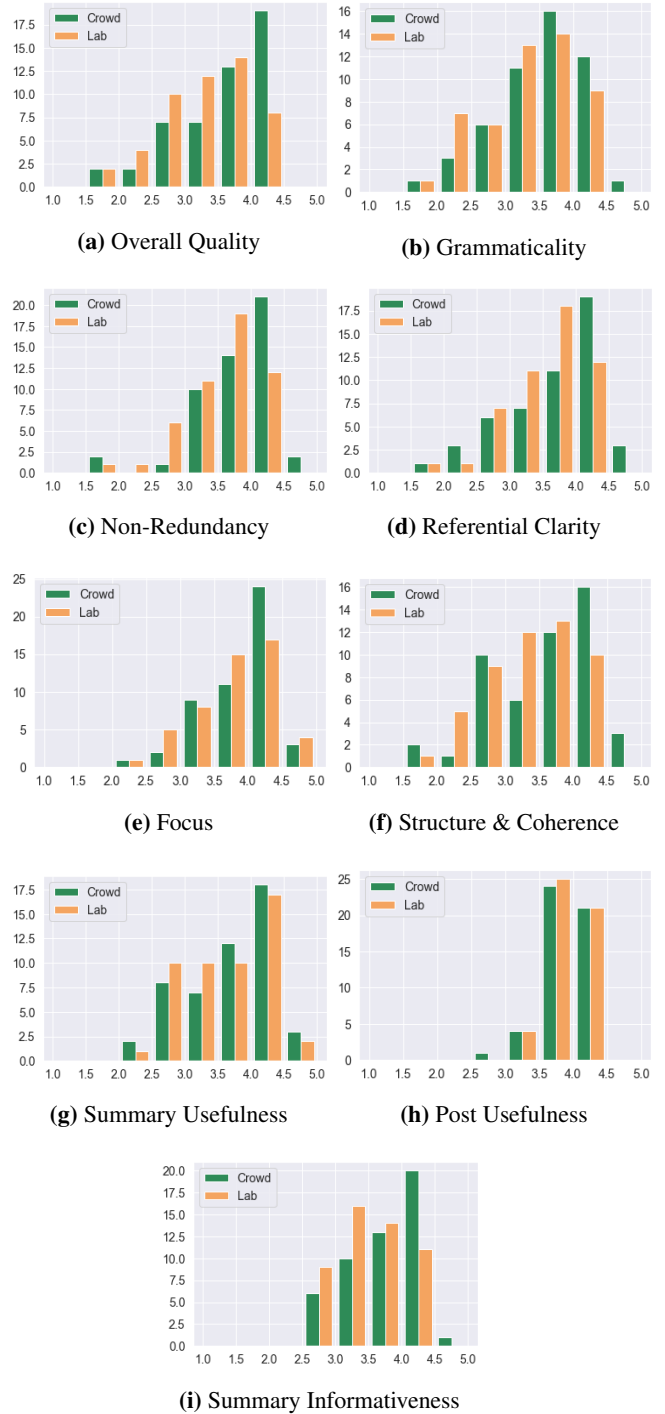 Crowd
Lab
17.5
15.0
12.5
10.0
7.5
5.0
2.5
0.0
1.0 1.5 2.0 2.5 3.0 3.5 4.0 4.5 5.0
(a) Overall Quality
Crowd
Lab
16
14
12
10
8
6
4
2
0
1.0 1.5 2.0 2.5 3.0 3.5 4.0 4.5 5.0
(b) Grammaticality
Crowd
Lab
20.0
17.5
15.0
12.5
10.0
7.5
5.0
2.5
0.0
1.0 1.5 2.0 2.5 3.0 3.5 4.0 4.5 5.0
(c) Non-Redundancy
Crowd
Lab
17.5
15.0
12.5
10.0
7.5
5.0
2.5
0.0
1.0 1.5 2.0 2.5 3.0 3.5 4.0 4.5 5.0
(d) Referential Clarity
Crowd
Lab
25
20
15
10
5
0
1.0 1.5 2.0 2.5 3.0 3.5 4.0 4.5 5.0
(e) Focus
Crowd
Lab
16
14
12
10
8
6
4
2
0
1.0 1.5 2.0 2.5 3.0 3.5 4.0 4.5 5.0
(f) Structure & Coherence
Crowd
Lab
17.5
15.0
12.5
10.0
7.5
5.0
2.5
0.0
1.0 1.5 2.0 2.5 3.0 3.5 4.0 4.5 5.0
(g) Summary Usefulness
Crowd
Lab
25
20
15
10
5
0
1.0 1.5 2.0 2.5 3.0 3.5 4.0 4.5 5.0
(h) Post Usefulness
Crowd
Lab
20.0
17.5
15.0
12.5
10.0
7.5
5.0
2.5
0.0
1.0 1.5 2.0 2.5 3.0 3.5 4.0 4.5 5.0
(i) Summary Informativeness